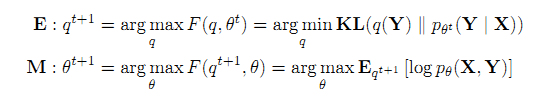 E : q^{t+1} = arg max_q F(q, θ^t) = arg min_q KL(q(Y) ∥ p_{θ^t}(Y | X))
M : θ^{t+1} = arg max_θ F(q^{t+1}, θ) = arg max_θ E_{q^{t+1}} [log p_θ(X, Y)]